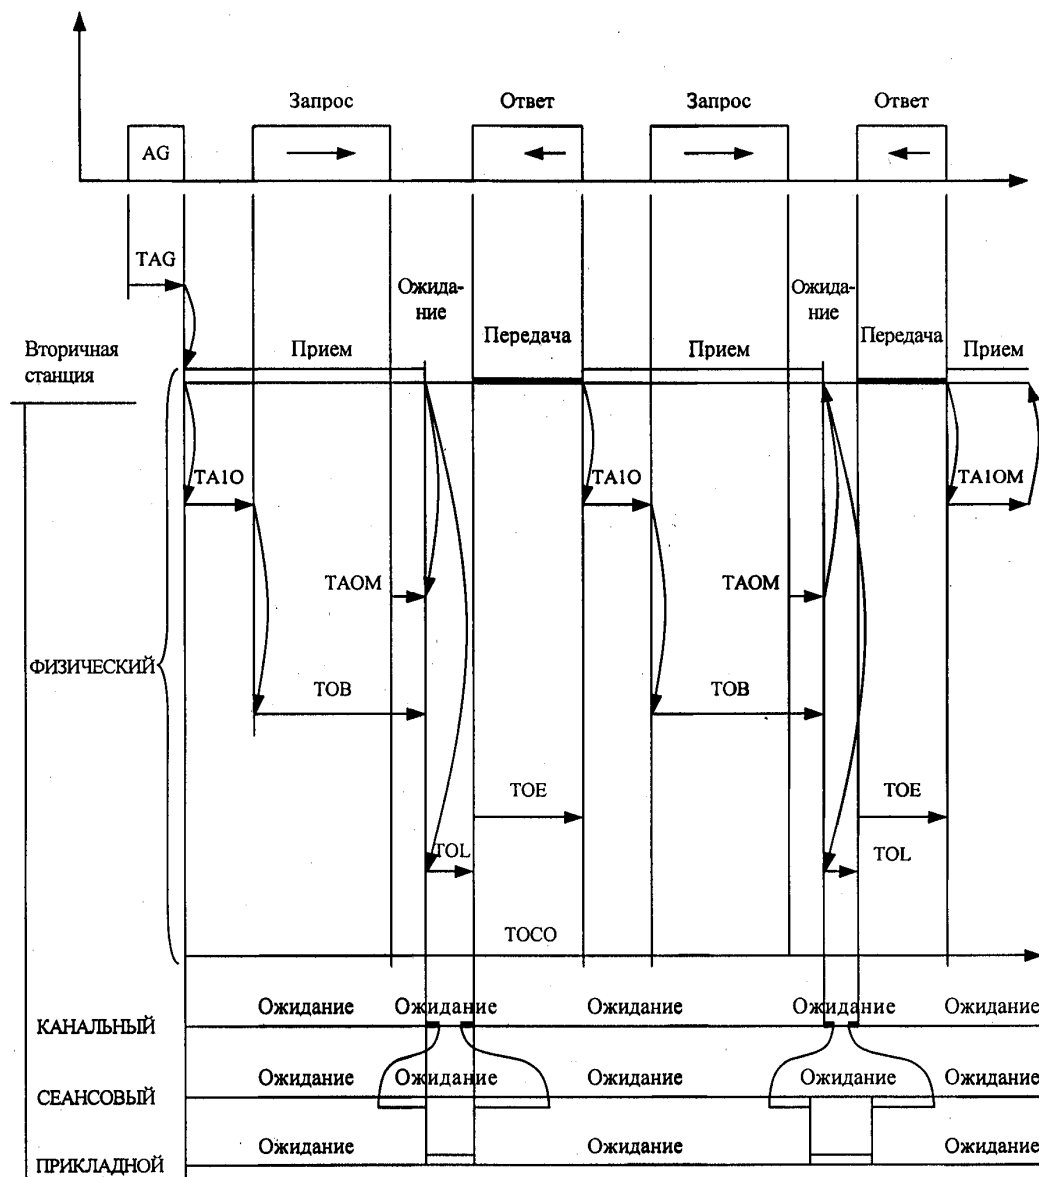 Запрос Ответ Запрос Ответ
AG
TAG
Ожида-
ние
Ожида-
ние
Вторичная
станция
Прием Передача Прием Передача Прием
TA1O TA1O TA1OM
TAOM TAOM
ФИЗИЧЕСКИЙ
TOB TOB
TOE TOE
TOL TOL
TOCO
КАНАЛЬНЫЙ Ожидание Ожидание Ожидание Ожидание Ожидание
СЕАНСОВЫЙ Ожидание Ожидание Ожидание Ожидание Ожидание
ПРИКЛАДНОЙ Ожидание Ожидание Ожидание